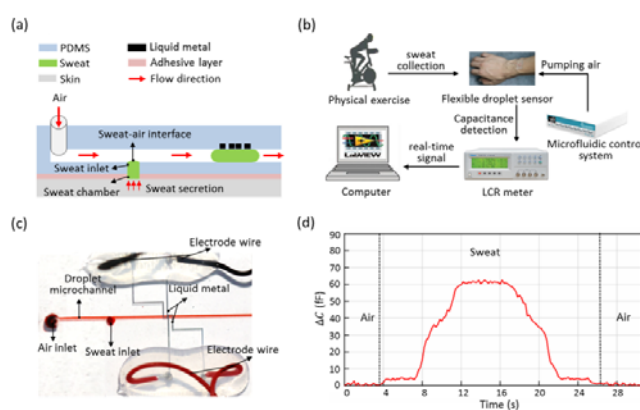 (a)
PDMS
Liquid metal
Sweat
Adhesive layer
Skin
Flow direction
Air
Sweat-air interface
Sweat inlet
Sweat chamber
Sweat secretion
(b)
sweat
collection
Pumping air
Physical exercise
Flexible droplet sensor
Capacitance
detection
Microfluidic control
system
LabVIEW
real-time
signal
Computer
LCR meter
(c)
Electrode wire
Droplet
microchannel
Liquid metal
Air inlet
Sweat inlet
Electrode wire
(d)
90
80
70
60
50
40
30
20
10
0
ΔC (fF)
Sweat
Air
Air
0 4 8 12 16 20 24 28
Time (s)